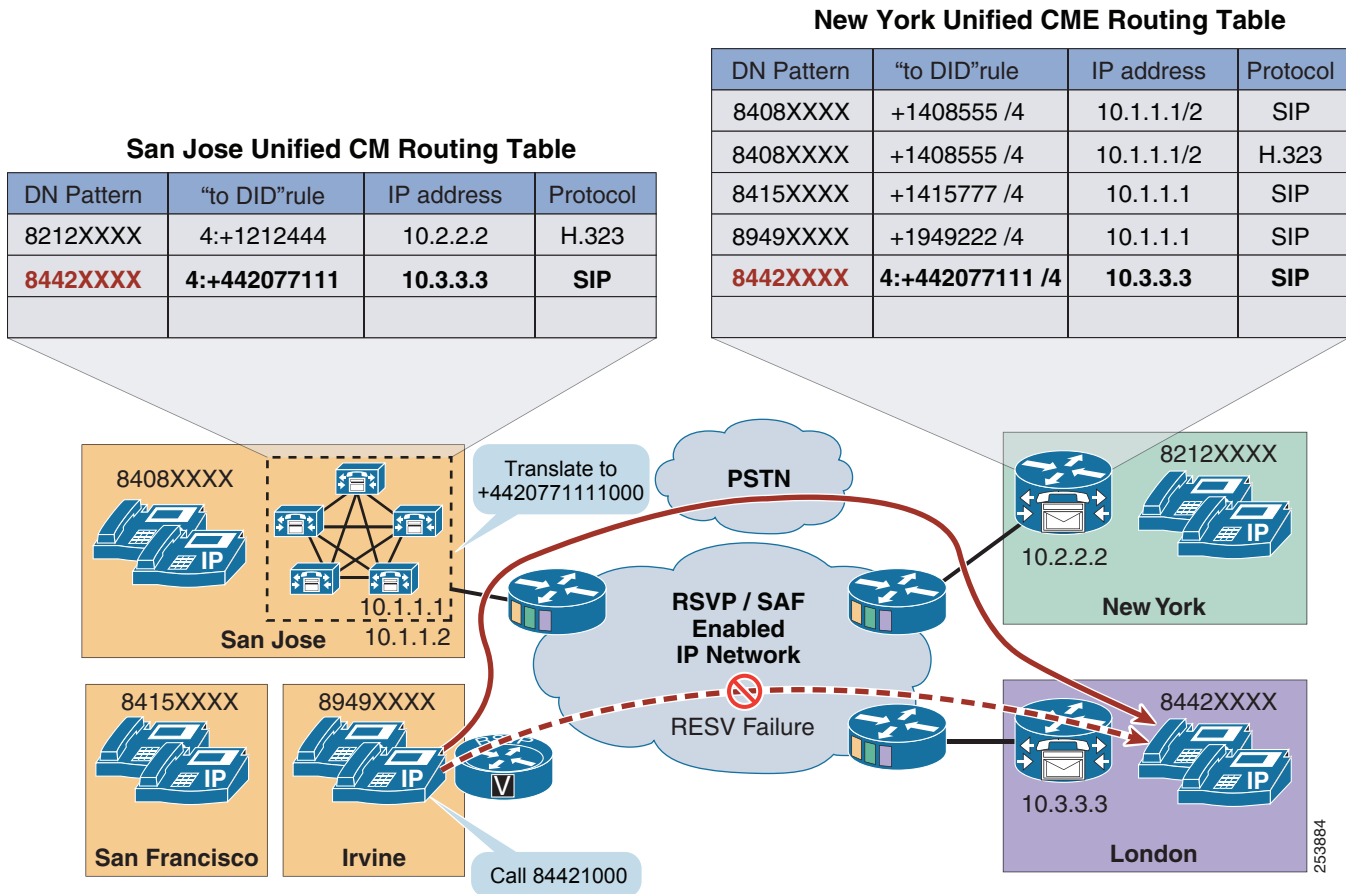 New York Unified CME Routing Table
DN Pattern "to DID"rule IP address Protocol
8408XXXX +1408555 /4 10.1.1.1/2 SIP
8408XXXX +1408555 /4 10.1.1.1/2 H.323
8415XXXX +1415777 /4 10.1.1.1 SIP
8949XXXX +1949222 /4 10.1.1.1 SIP
8442XXXX 4:+442077111 /4 10.3.3.3 SIP
San Jose Unified CM Routing Table
DN Pattern "to DID"rule IP address Protocol
8212XXXX 4:+1212444 10.2.2.2 H.323
8442XXXX 4:+442077111 10.3.3.3 SIP
8408XXXX
IP
10.1.1.1
10.1.1.2
San Jose
Translate to
+4420771111000
PSTN
8212XXXX
IP
10.2.2.2
New York
RSVP / SAF
Enabled
IP Network
RESV Failure
8415XXXX
IP
San Francisco
8949XXXX
IP
Irvine
V
Call 84421000
8442XXXX
IP
10.3.3.3
London
253884